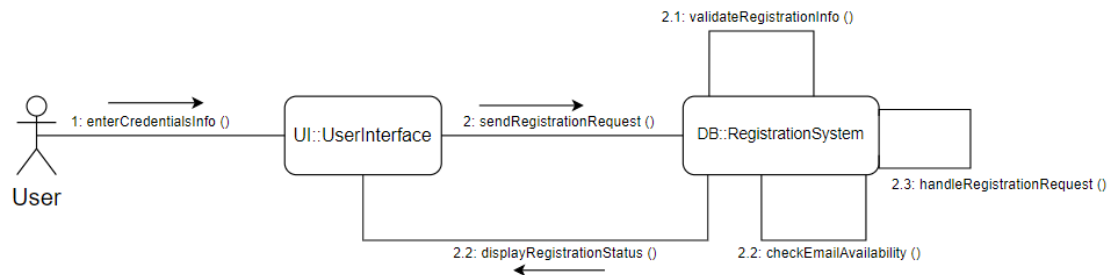 2.1: validateRegistrationInfo ()
1: enterCredentialsInfo ()
UI::UserInterface
2: sendRegistrationRequest ()
DB::RegistrationSystem
User
2.3: handleRegistrationRequest ()
2.2: displayRegistrationStatus ()
2.2: checkEmailAvailability ()